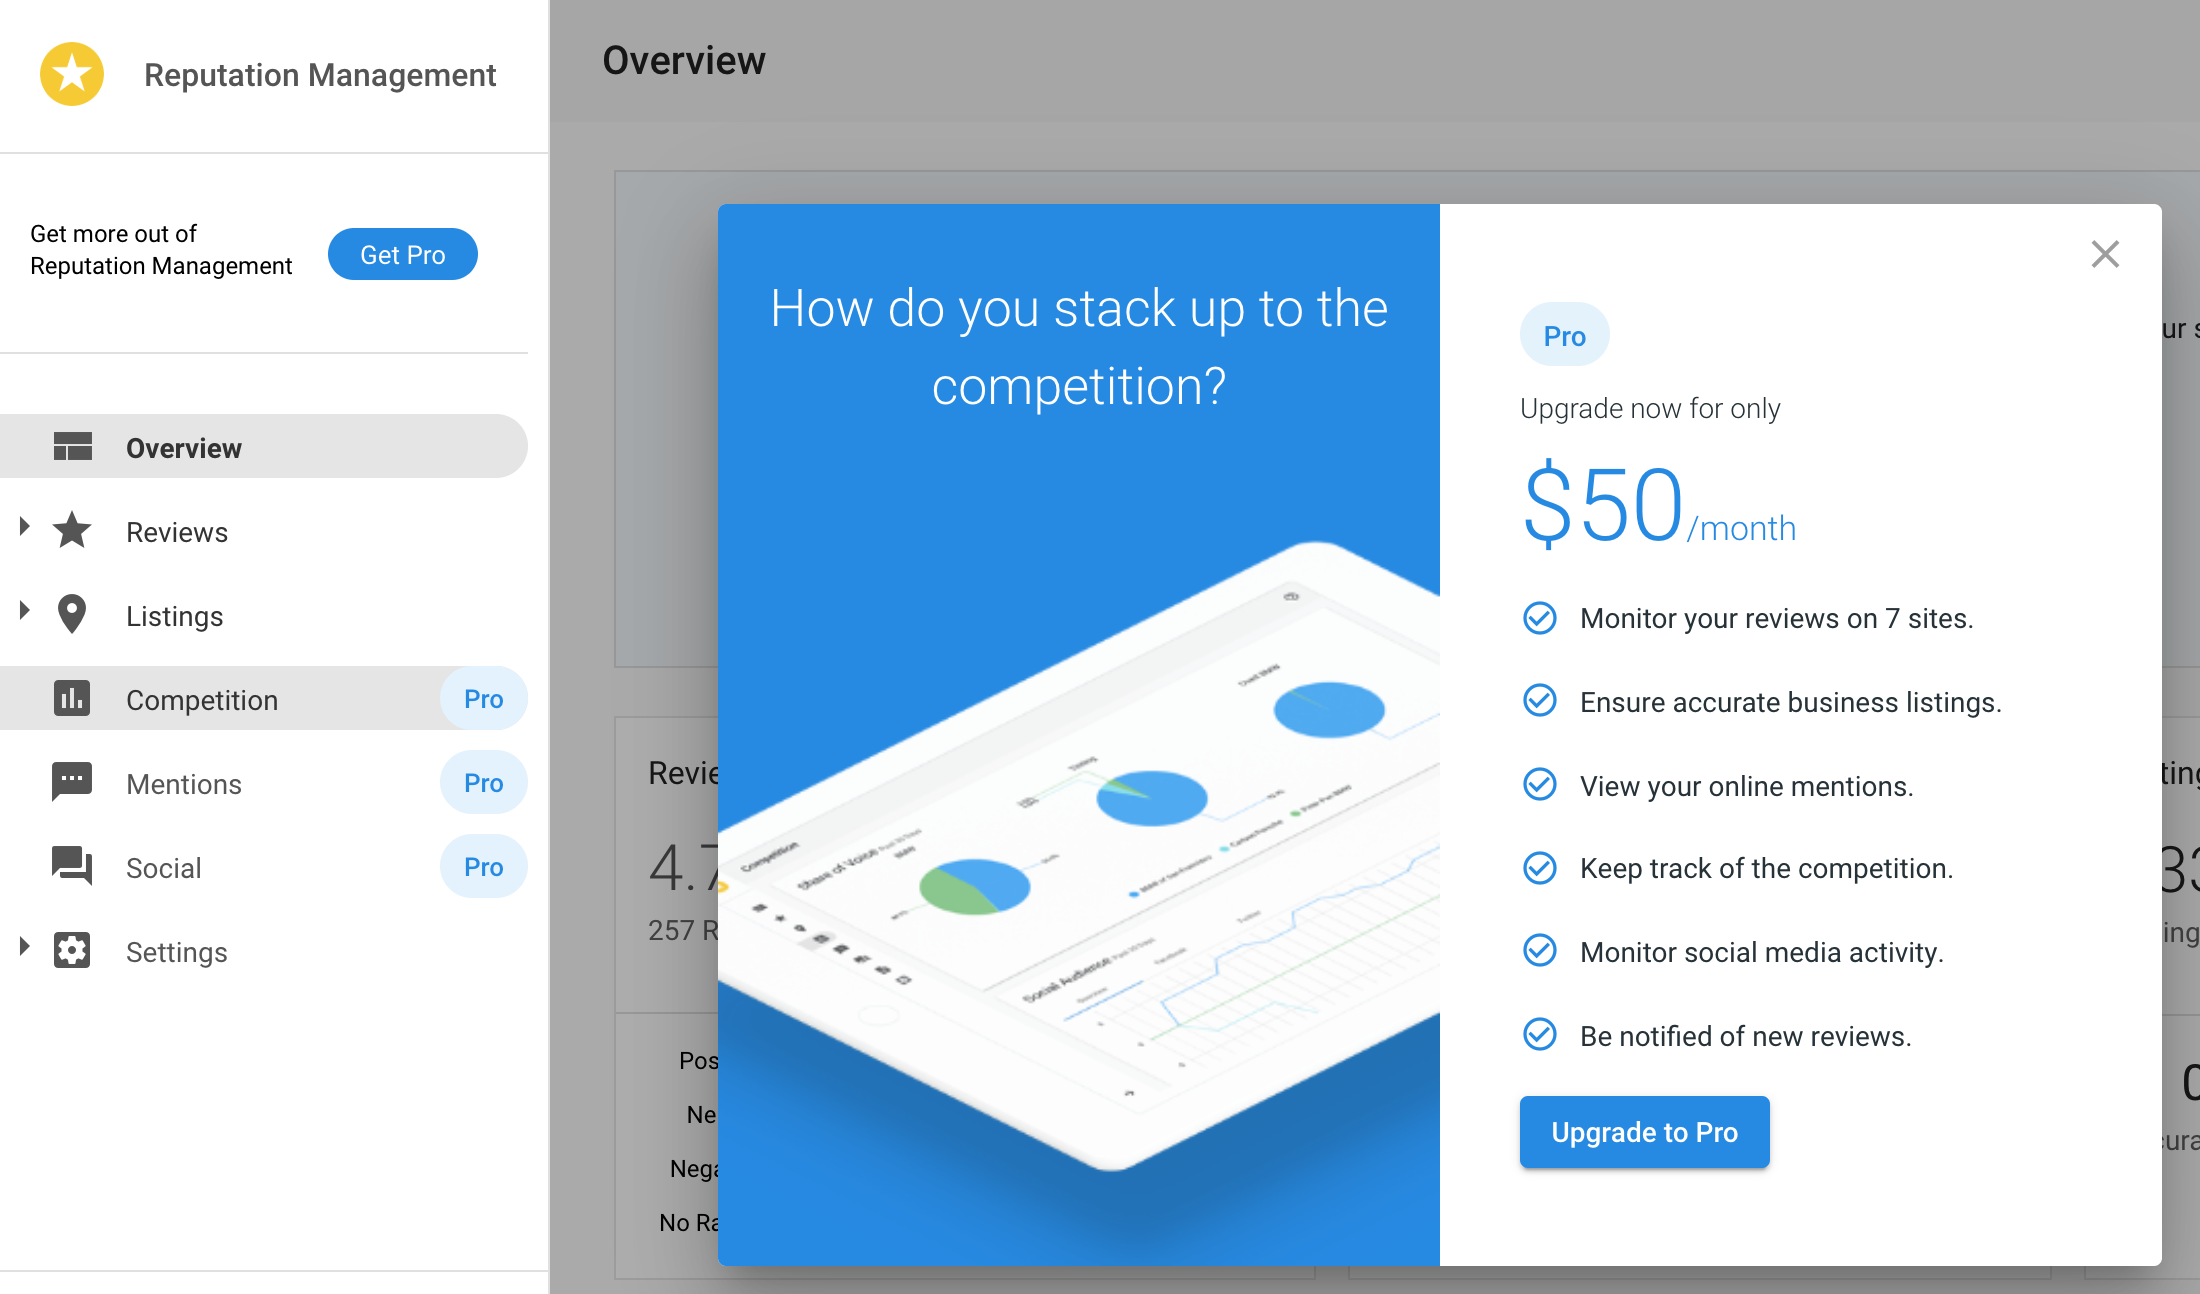 Reputation Management
Get more out of
Reputation Management
Get Pro
Overview
Reviews
Listings
Competition
Pro
Mentions
Pro
Social
Pro
Settings
Overview
ur s
Revie
4.7
257 R
Pos
Ne
Nega
No Ra
How do you stack up to the
competition?
Competition
Share of Voice
Social Audience
Pro
Upgrade now for only
$50/month
Monitor your reviews on 7 sites.
Ensure accurate business listings.
View your online mentions.
Keep track of the competition.
Monitor social media activity.
Be notified of new reviews.
Upgrade to Pro
ting
33
ing
0
cura